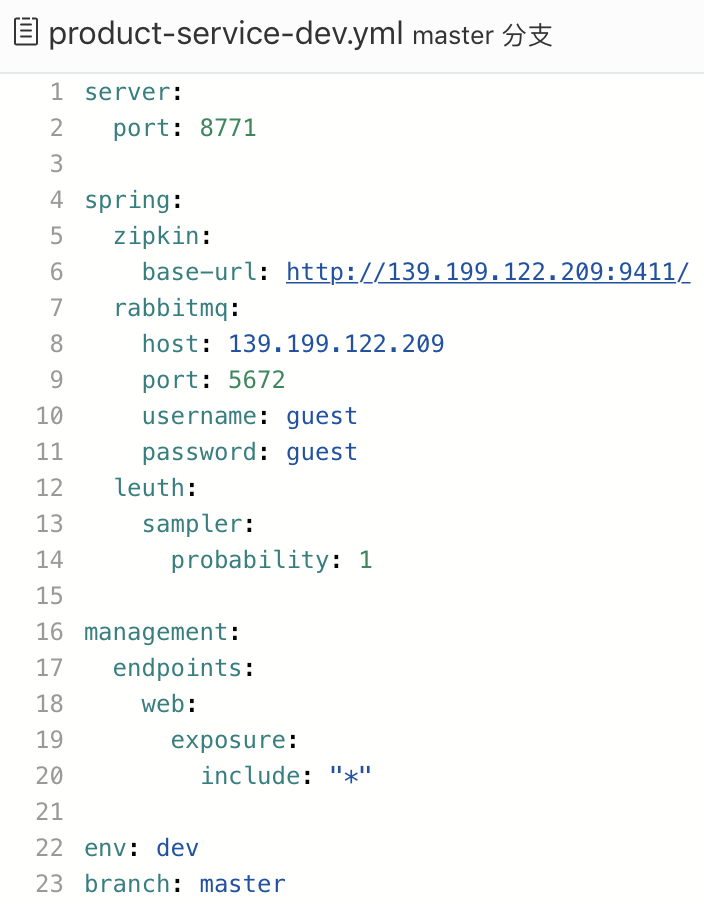 product-service-dev.yml master 分支
1 server:
2   port: 8771
3
4 spring:
5   zipkin:
6     base-url: http://139.199.122.209:9411/
7   rabbitmq:
8     host: 139.199.122.209
9     port: 5672
10     username: guest
11     password: guest
12   leuth:
13     sampler:
14       probability: 1
15
16 management:
17   endpoints:
18     web:
19       exposure:
20         include: "*"
21
22 env: dev
23 branch: master